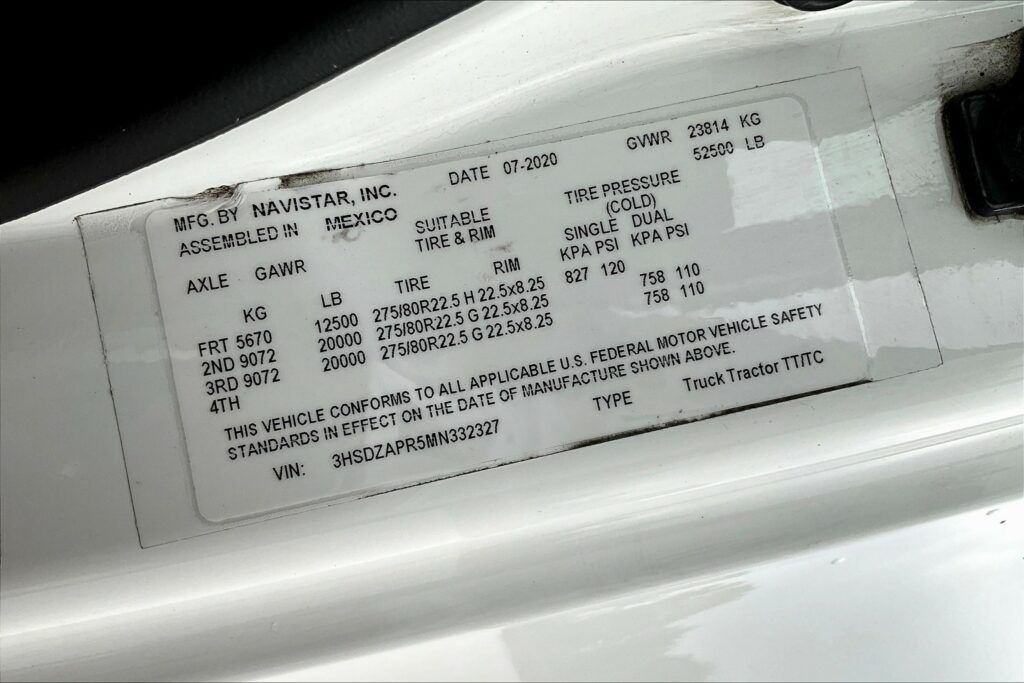 MFG. BY NAVISTAR, INC. DATE 07-2020 GVWR 23814 KG
ASSEMBLED IN MEXICO 52500 LB
SUITABLE TIRE PRESSURE
TIRE & RIM (COLD)
AXLE GAWR SINGLE DUAL
KG LB TIRE RIM KPA PSI KPA PSI
FRT 5670 12500 275/80R22.5 H 22.5x8.25 827 120
2ND 9072 20000 275/80R22.5 G 22.5x8.25 758 110
3RD 9072 20000 275/80R22.5 G 22.5x8.25 758 110
4TH
THIS VEHICLE CONFORMS TO ALL APPLICABLE U.S. FEDERAL MOTOR VEHICLE SAFETY
STANDARDS IN EFFECT ON THE DATE OF MANUFACTURE SHOWN ABOVE.
VIN: 3HSDZAPR5MN332327 TYPE Truck Tractor TT/TC